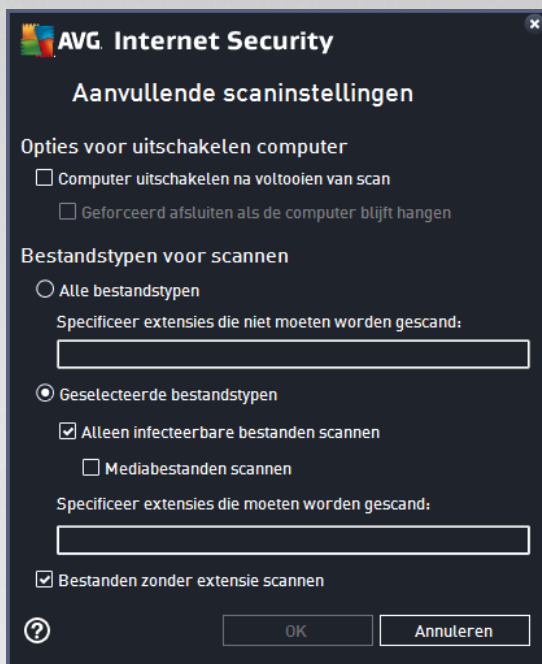 AVG. Internet Security
Aanvullende scaninstellingen
Opties voor uitschakelen computer
Computer uitschakelen na voltooien van scan
Geforceerd afsluiten als de computer blijft hangen
Bestandstypen voor scannen
Alle bestandstypen
Specificeer extensies die niet moeten worden gescand:
Geselecteerde bestandstypen
Alleen infecteerbare bestanden scannen
Mediabestanden scannen
Specificeer extensies die moeten worden gescand:
Bestanden zonder extensie scannen
? OK Annuleren